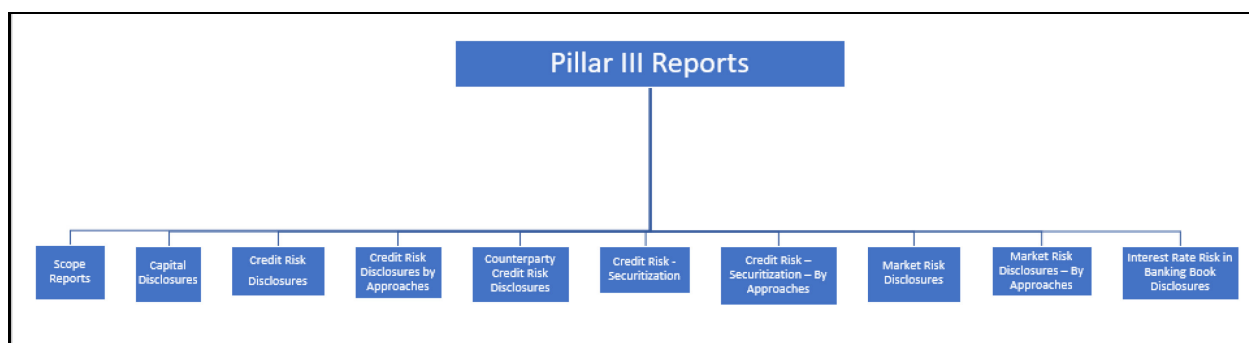 Pillar III Reports
Scope
Reports
Capital
Disclosures
Credit Risk
Disclosures
Credit Risk
Disclosures by
Approaches
Counterparty
Credit Risk
Disclosures
Credit Risk -
Securitization
Credit Risk –
Securitization – By
Approaches
Market Risk
Disclosures
Market Risk
Disclosures – By
Approaches
Interest Rate Risk in
Banking Book
Disclosures